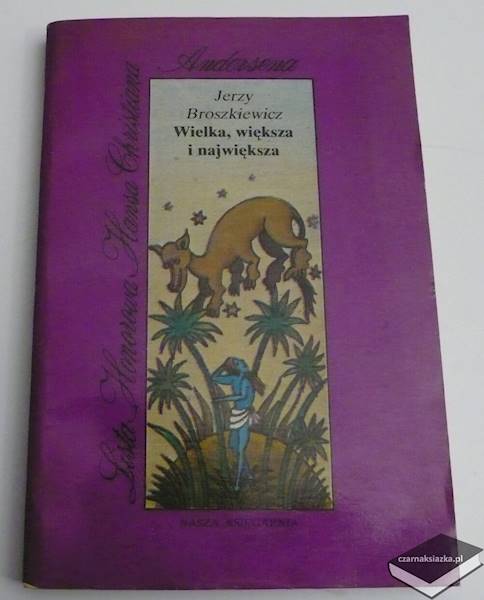 Lista Honorowa Hansa Christiana
Andersena
Jerzy
Broszkiewicz
Wielka, większa
i największa
NASZA KSIĘGARNIA
czarnaksiazka.pl